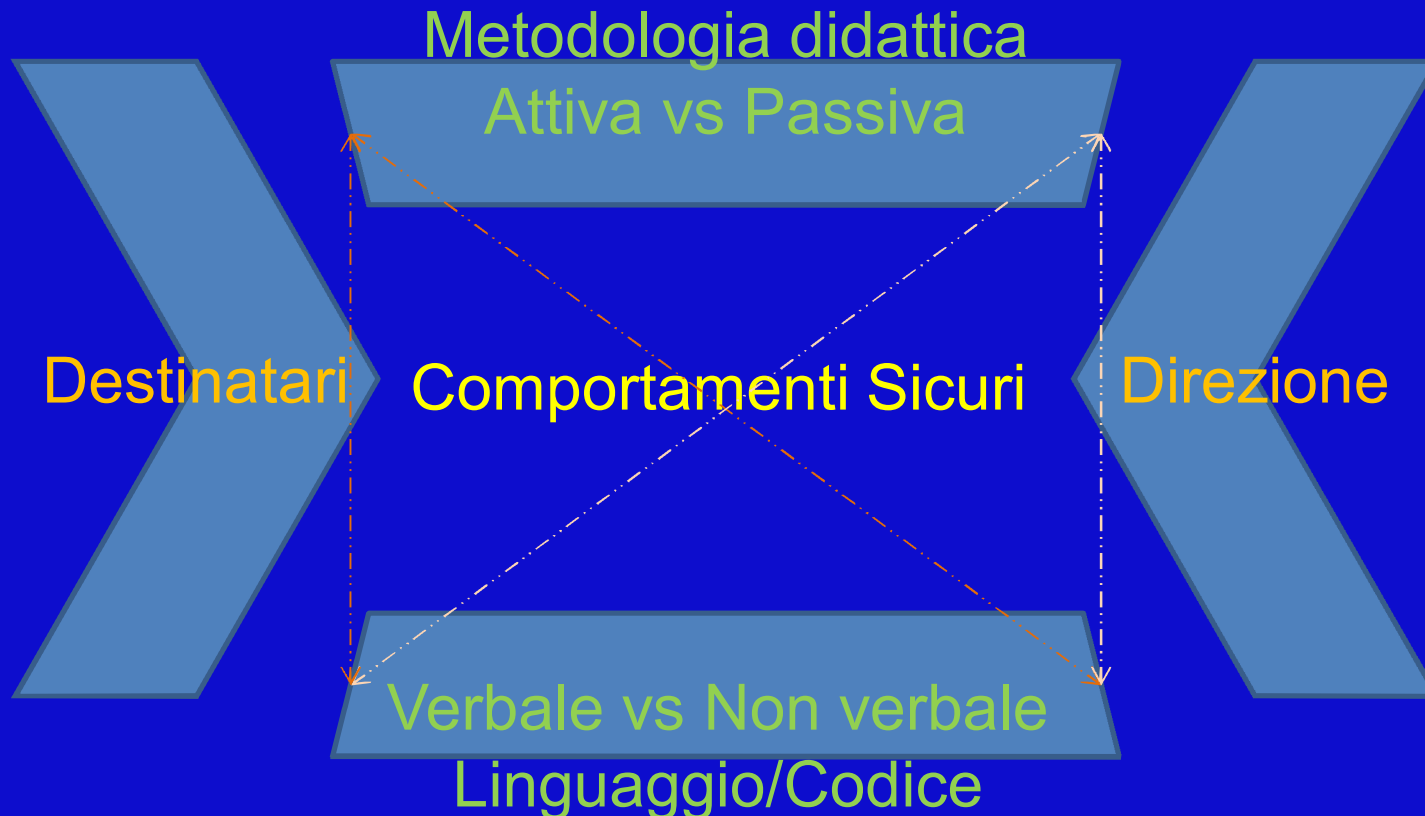 Metodologia didattica
Attiva vs Passiva
Destinatari
Comportamenti Sicuri
Direzione
Verbale vs Non verbale
Linguaggio/Codice